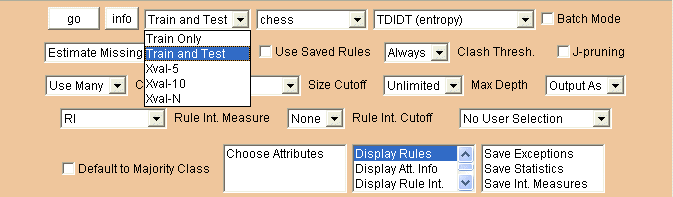 go info Train and Test chess TDIDT (entropy) Batch Mode
Train Only
Estimate Missing Train and Test Use Saved Rules Always Clash Thresh. J-pruning
Xval-5
Use Many Xval-10 Size Cutoff Unlimited Max Depth Output As
Xval-N
RI Rule Int. Measure None Rule Int. Cutoff No User Selection
Choose Attributes Display Rules Save Exceptions
Default to Majority Class Display Att. Info Save Statistics
Display Rule Int. Save Int. Measures